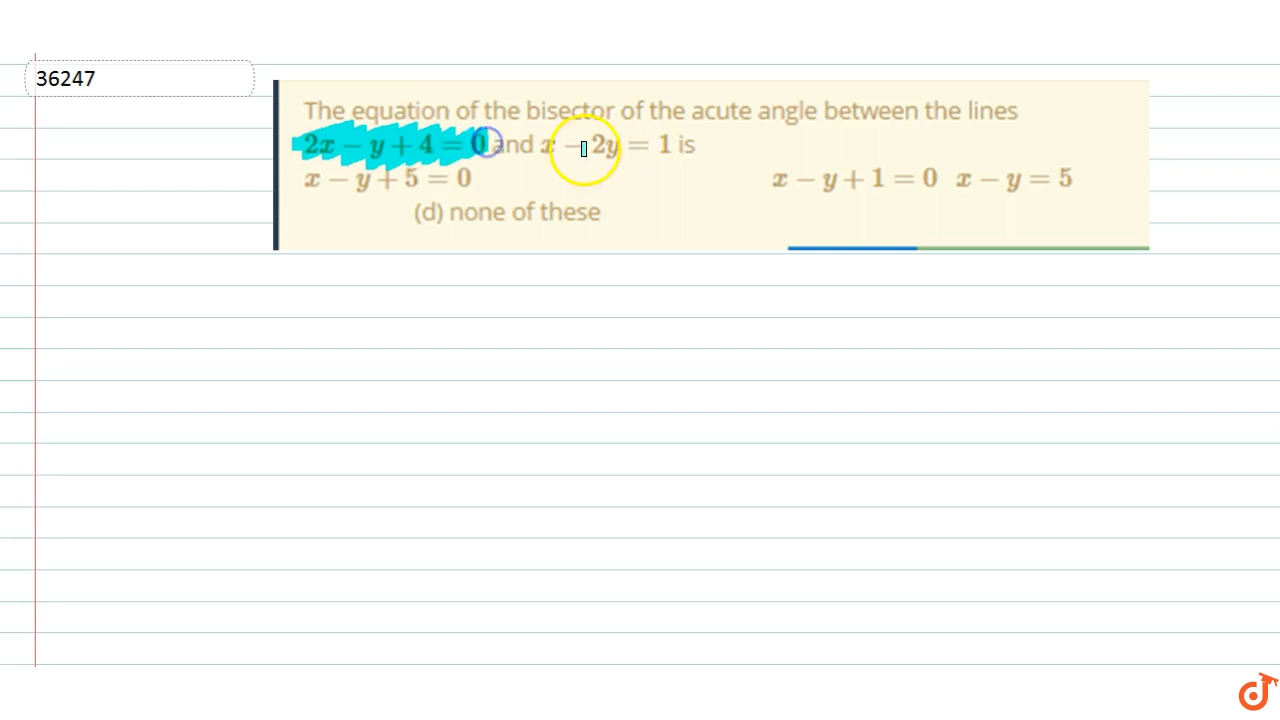 36247
The equation of the bisector of the acute angle between the lines
2x − y + 4 = 0 and x − 2y = 1 is
x − y + 5 = 0 x − y + 1 = 0 x − y = 5
(d) none of these